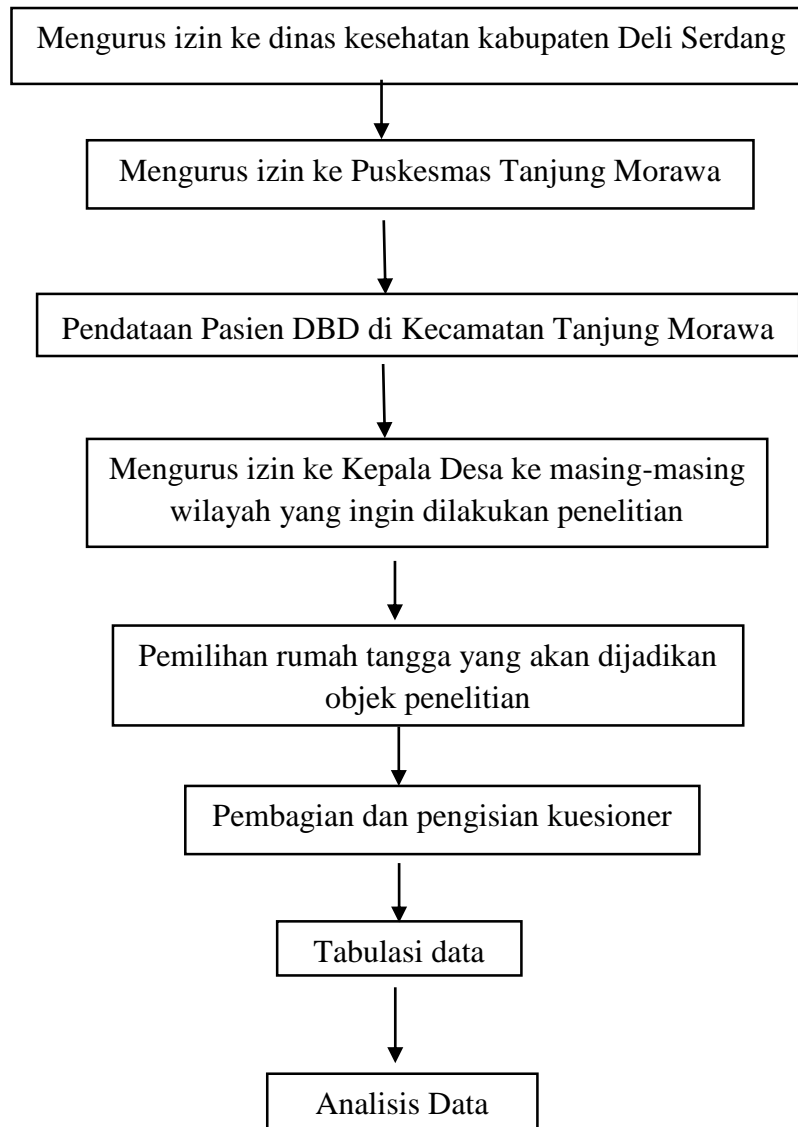 Mengurus izin ke dinas kesehatan kabupaten Deli Serdang
Mengurus izin ke Puskesmas Tanjung Morawa
Pendataan Pasien DBD di Kecamatan Tanjung Morawa
Mengurus izin ke Kepala Desa ke masing-masing
wilayah yang ingin dilakukan penelitian
Pemilihan rumah tangga yang akan dijadikan
objek penelitian
Pembagian dan pengisian kuesioner
Tabulasi data
Analisis Data